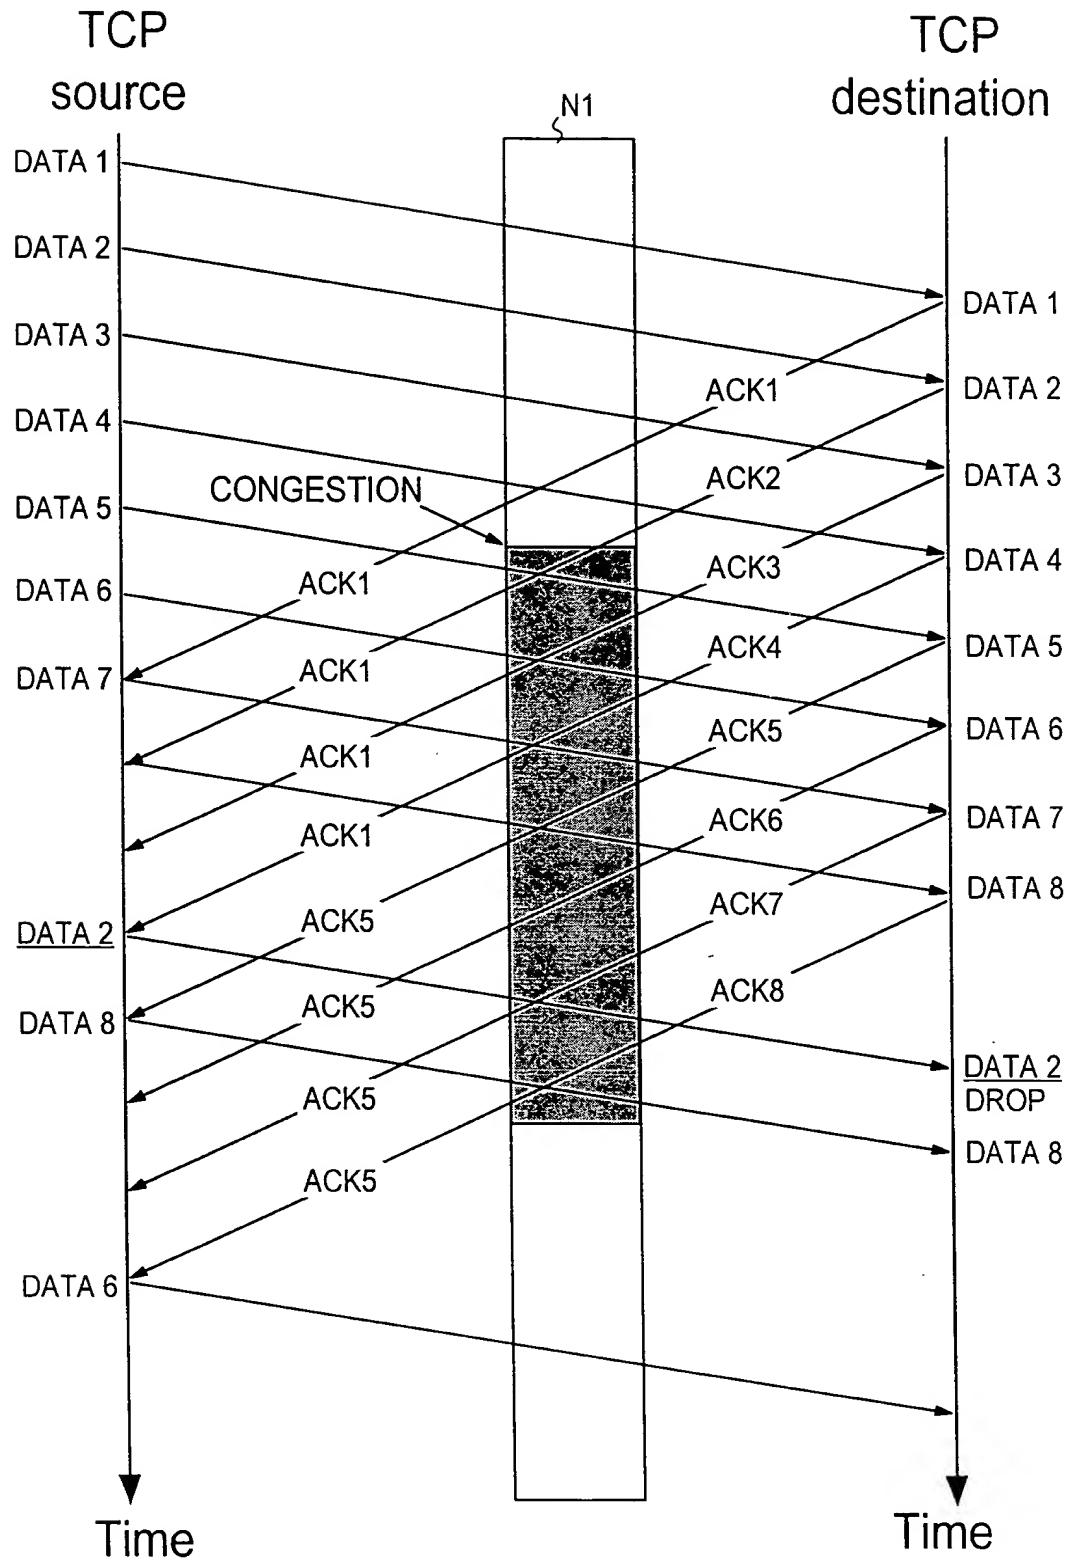 TCP
source
TCP
destination
N1
DATA 1
DATA 2
DATA 3
DATA 4
DATA 5
DATA 6
DATA 7
DATA 2
DATA 8
DATA 6
CONGESTION
ACK1
ACK1
ACK1
ACK1
ACK5
ACK5
ACK5
ACK5
ACK1
ACK2
ACK3
ACK4
ACK5
ACK6
ACK7
ACK8
DATA 1
DATA 2
DATA 3
DATA 4
DATA 5
DATA 6
DATA 7
DATA 8
DATA 2
DROP
DATA 8
Time
Time